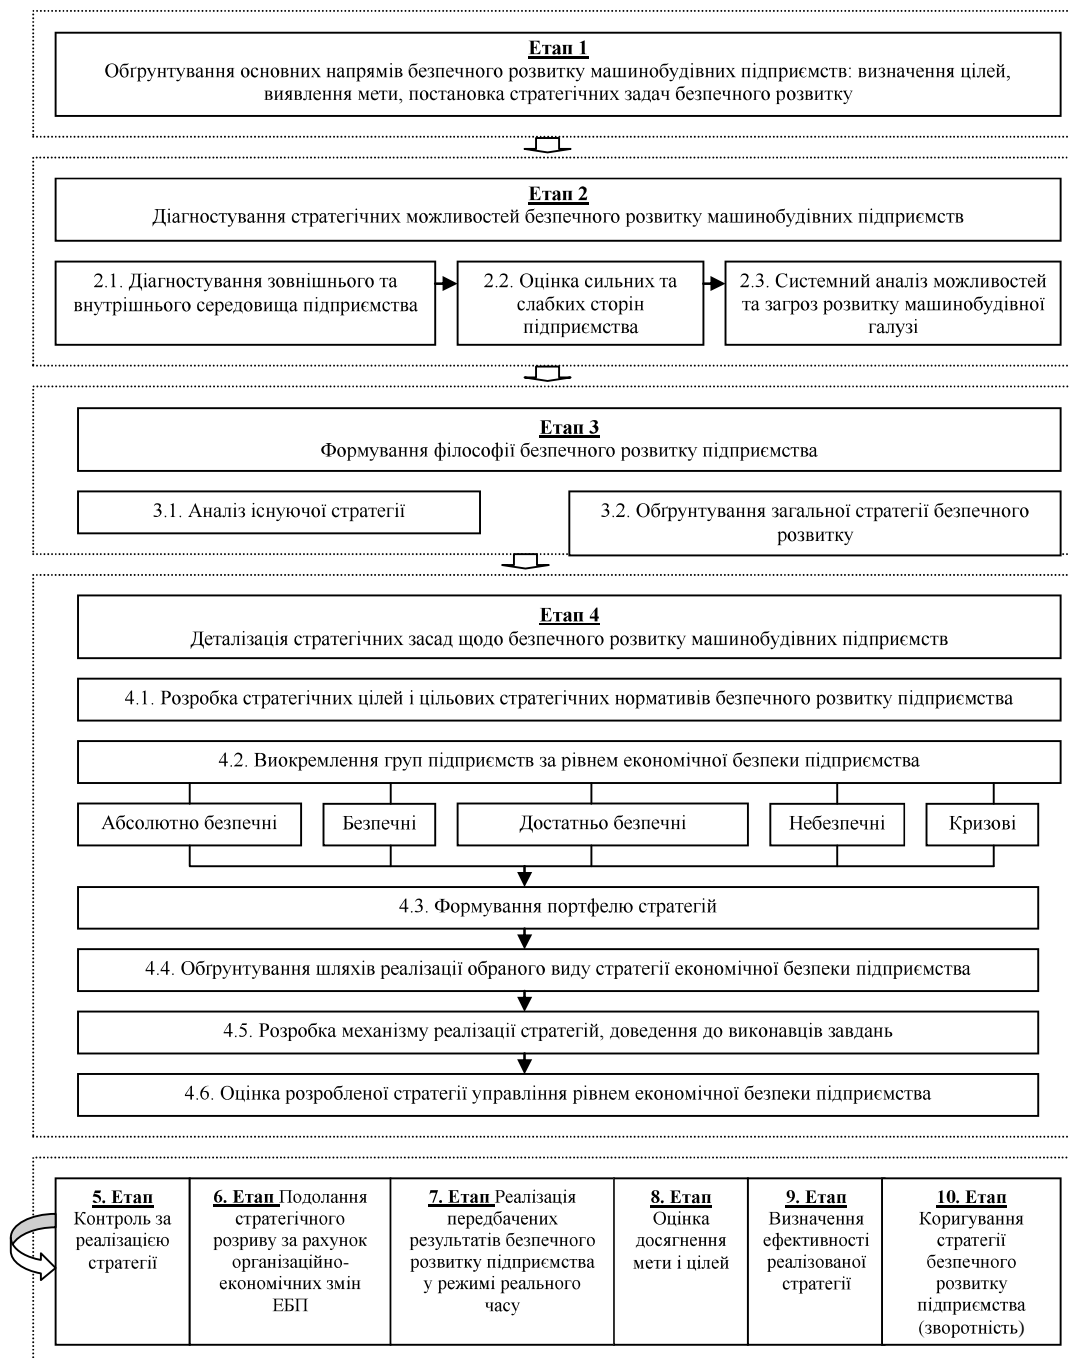 Етап 1
Обґрунтування основних напрямів безпечного розвитку машинобудівних підприємств: визначення цілей,
виявлення мети, постановка стратегічних задач безпечного розвитку
Етап 2
Діагностування стратегічних можливостей безпечного розвитку машинобудівних підприємств
2.1. Діагностування зовнішнього та
внутрішнього середовища підприємства
2.2. Оцінка сильних та
слабких сторін
підприємства
2.3. Системний аналіз можливостей
та загроз розвитку машинобудівної
галузі
Етап 3
Формування філософії безпечного розвитку підприємства
3.1. Аналіз існуючої стратегії
3.2. Обґрунтування загальної стратегії безпечного
розвитку
Етап 4
Деталізація стратегічних засад щодо безпечного розвитку машинобудівних підприємств
4.1. Розробка стратегічних цілей і цільових стратегічних нормативів безпечного розвитку підприємства
4.2. Виокремлення груп підприємств за рівнем економічної безпеки підприємства
Абсолютно безпечні
Безпечні
Достатньо безпечні
Небезпечні
Кризові
4.3. Формування портфелю стратегій
4.4. Обґрунтування шляхів реалізації обраного виду стратегії економічної безпеки підприємства
4.5. Розробка механізму реалізації стратегій, доведення до виконавців завдань
4.6. Оцінка розробленої стратегії управління рівнем економічної безпеки підприємства
5. Етап
Контроль за
реалізацією
стратегії
6. Етап Подолання
стратегічного
розриву за рахунок
організаційно-
економічних змін
ЕБП
7. Етап Реалізація
передбачених
результатів безпечного
розвитку підприємства
у режимі реального
часу
8. Етап
Оцінка
досягнення
мети і цілей
9. Етап
Визначення
ефективності
реалізованої
стратегії
10. Етап
Коригування
стратегії
безпечного
розвитку
підприємства
(зворотність)